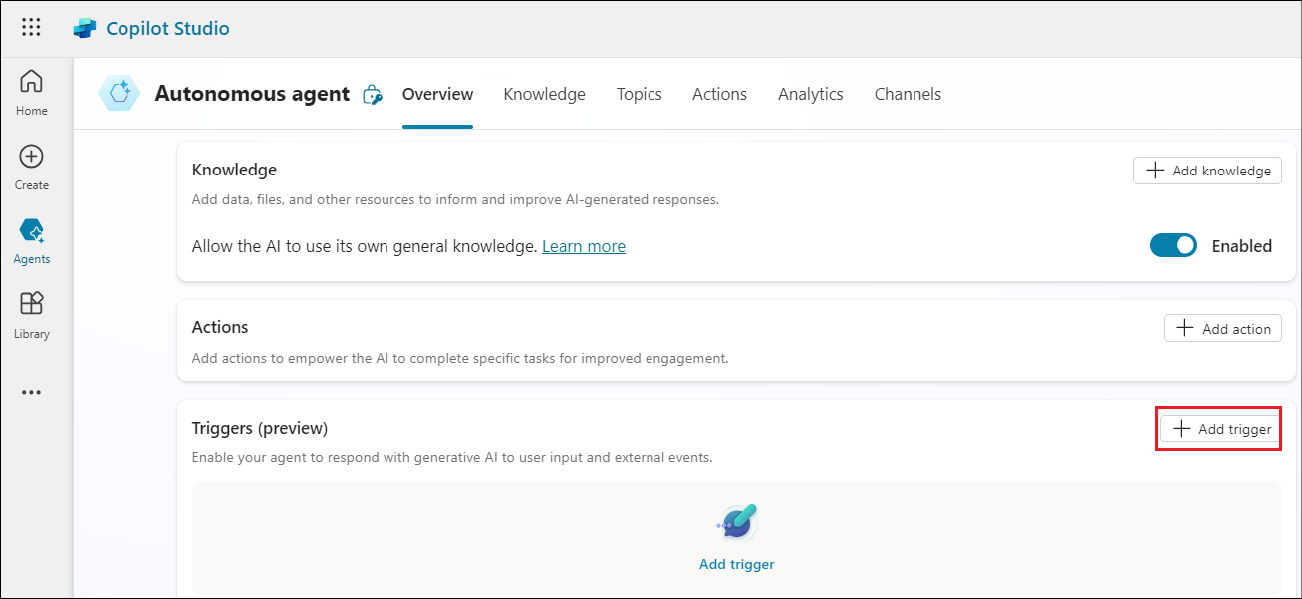 Copilot Studio
Home
Create
Agents
Library
Autonomous agent
Overview
Knowledge
Topics
Actions
Analytics
Channels
Knowledge
Add knowledge
Add data, files, and other resources to inform and improve AI-generated responses.
Allow the AI to use its own general knowledge. Learn more
Enabled
Actions
Add action
Add actions to empower the AI to complete specific tasks for improved engagement.
Triggers (preview)
Add trigger
Enable your agent to respond with generative AI to user input and external events.
Add trigger